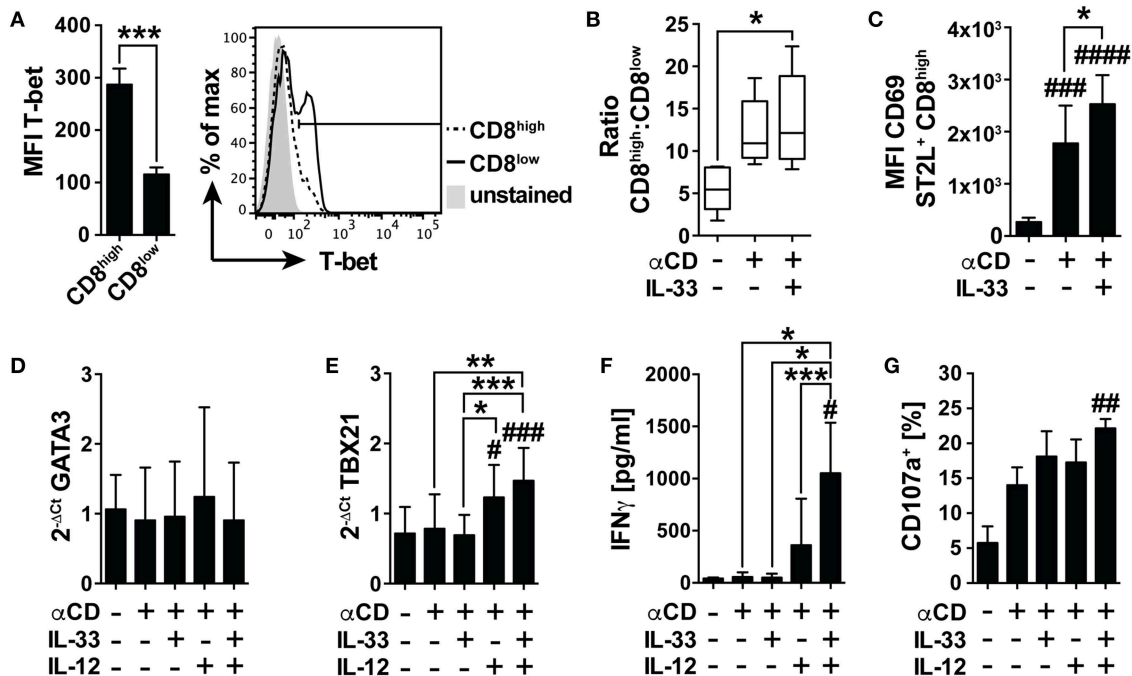 A
MFI T-bet
400
300
200
100
0
***
CD8high
CD8low
% of max
100
80
60
40
20
0
0 10² 10³ 10⁴ 10⁵
T-bet
CD8high
CD8low
unstained
B
Ratio
CD8high:CD8low
25
20
15
10
5
0
*
αCD - + +
IL-33 - - +
C
MFI CD69
ST2L+ CD8high
4x10³
3x10³
2x10³
1x10³
0
*
###
####
αCD - + +
IL-33 - - +
D
2-ΔCt GATA3
3
2
1
0
αCD - + + + +
IL-33 - - + - +
IL-12 - - - + +
E
2-ΔCt TBX21
3
2
1
0
**
***
*
#
###
αCD - + + + +
IL-33 - - + - +
IL-12 - - - + +
F
IFNγ [pg/ml]
2000
1500
1000
500
0
*
*
***
#
αCD - + + + +
IL-33 - - + - +
IL-12 - - - + +
G
CD107a+ [%]
30
25
20
15
10
5
0
##
αCD - + + + +
IL-33 - - + - +
IL-12 - - - + +